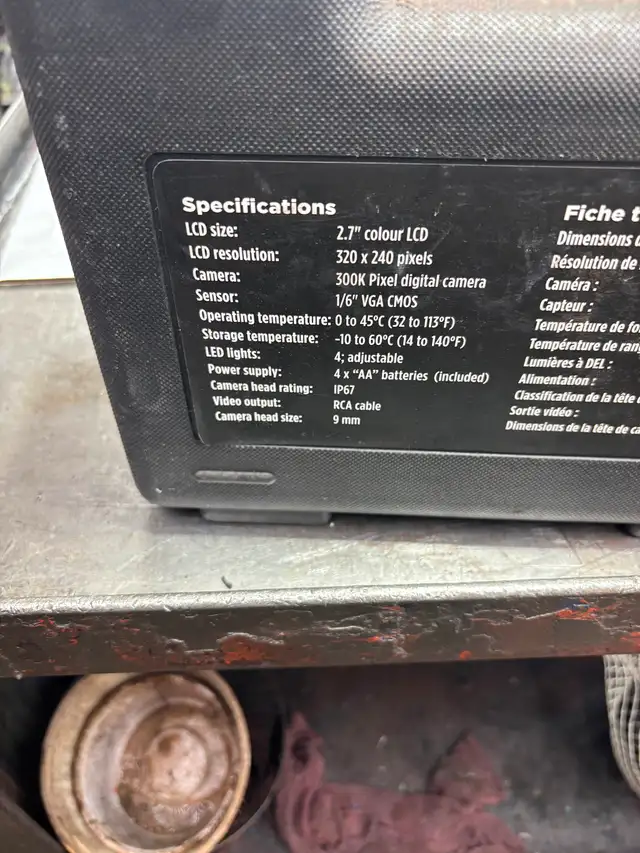 Specifications
LCD size: 2.7" colour LCD
LCD resolution: 320 x 240 pixels
Camera: 300K Pixel digital camera
Sensor: 1/6" VGA CMOS
Operating temperature: 0 to 45°C (32 to 113°F)
Storage temperature: -10 to 60°C (14 to 140°F)
LED lights: 4; adjustable
Power supply: 4 x “AA” batteries (included)
Camera head rating: IP67
Video output: RCA cable
Camera head size: 9 mm
Fiche t
Dimensions d
Résolution de
Caméra :
Capteur :
Température de fo
Température de ran
Lumières à DEL :
Alimentation :
Classification de la tête d
Sortie vidéo :
Dimensions de la tête de ca